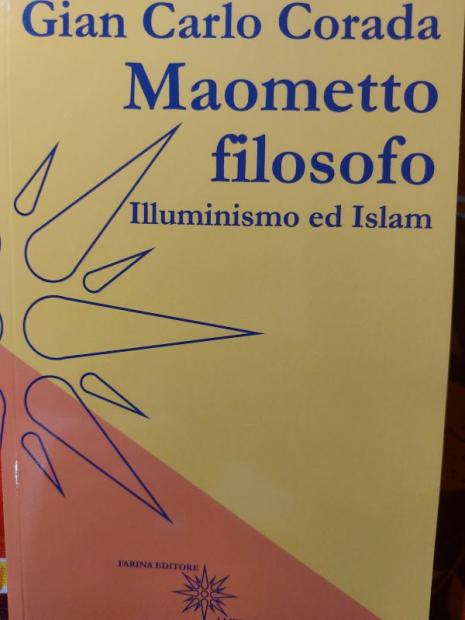 Gian Carlo Corada
Maometto
filosofo
Illuminismo ed Islam
FARINA EDITORE